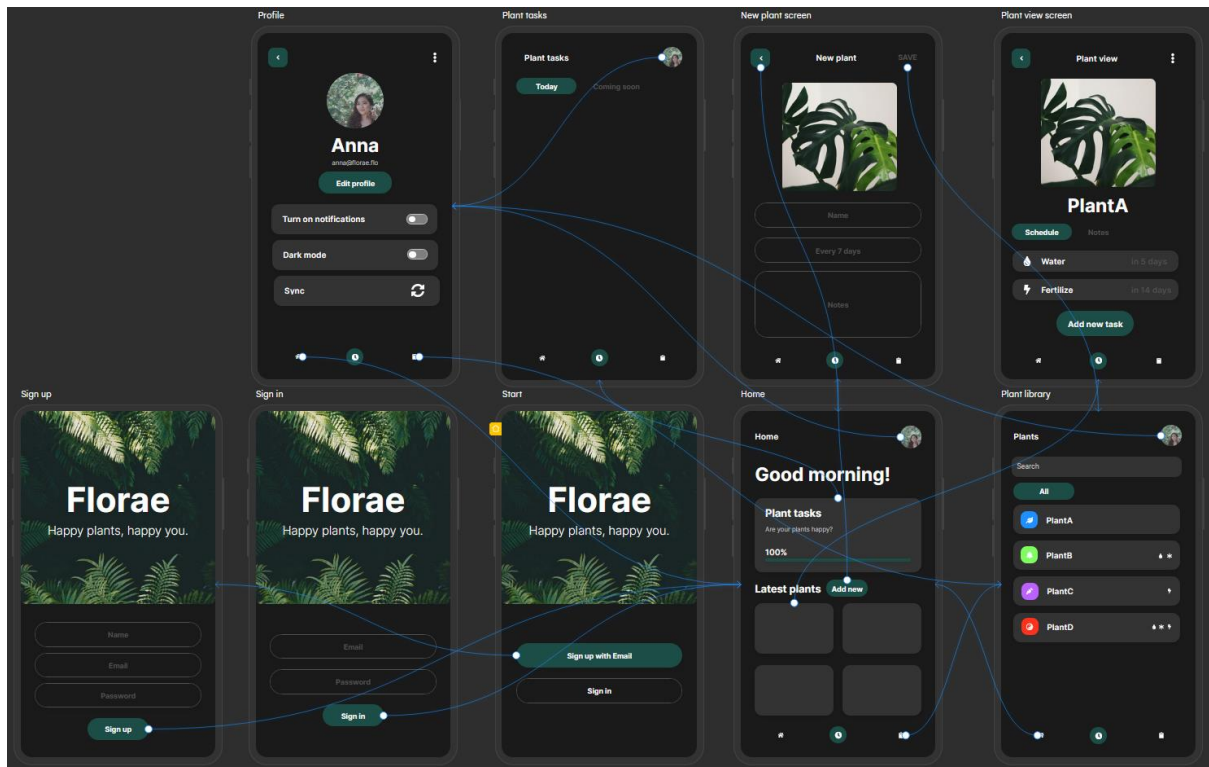 Profile
Anna
anna@florae.flo
Edit profile
Turn on notifications
Dark mode
Sync
Plant tasks
Plant tasks
Today
Coming soon
New plant screen
New plant
SAVE
Name
Every 7 days
Notes
Plant view screen
Plant view
PlantA
Schedule
Notes
Water
in 5 days
Fertilize
in 14 days
Add new task
Sign up
Florae
Happy plants, happy you.
Name
Email
Password
Sign up
Sign in
Florae
Happy plants, happy you.
Email
Password
Sign in
Start
Florae
Happy plants, happy you.
Sign up with Email
Sign in
Home
Home
Good morning!
Plant tasks
Are your plants happy?
100%
Latest plants
Add new
Plant library
Plants
Search
All
PlantA
PlantB
PlantC
PlantD